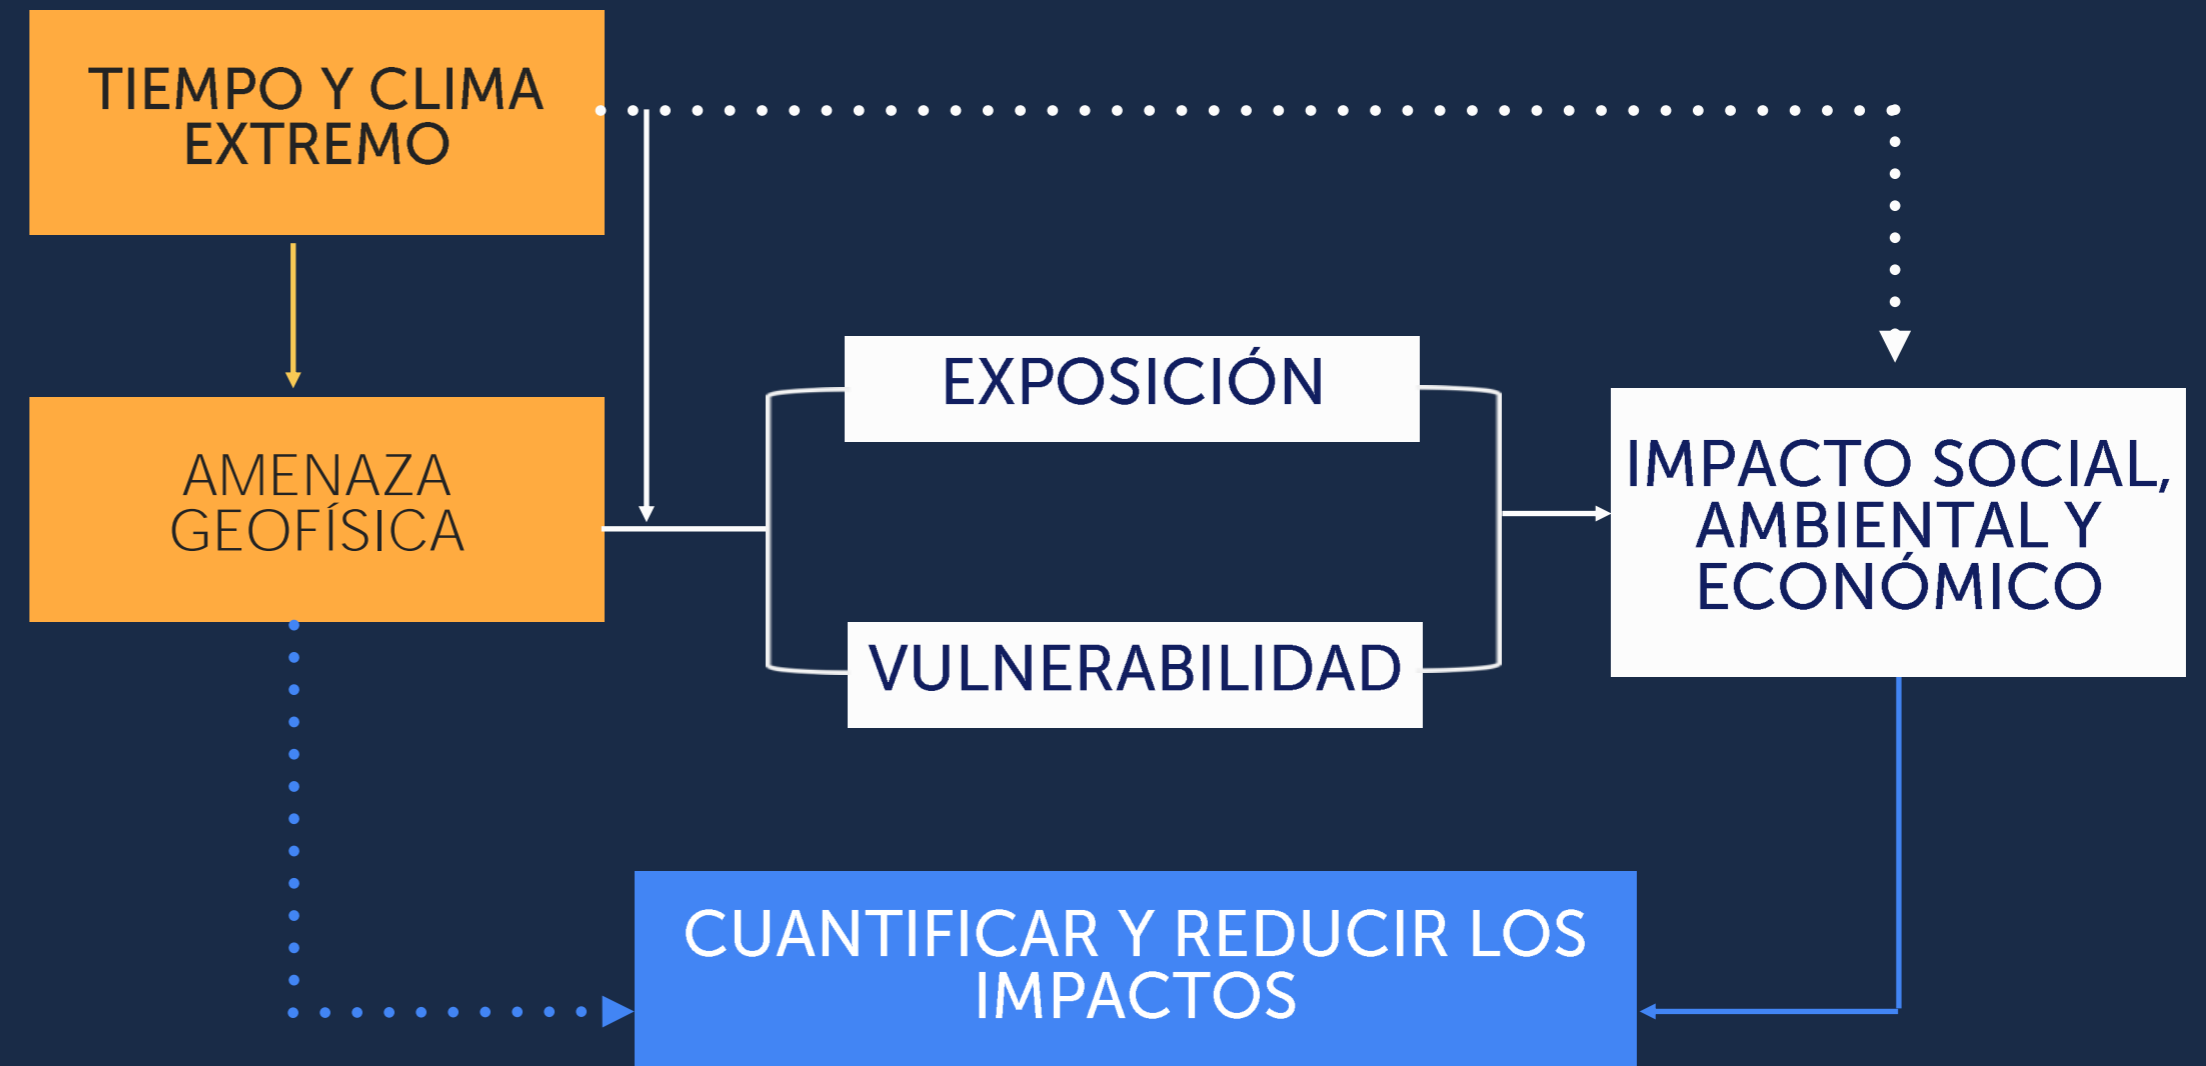 TIEMPO Y CLIMA
EXTREMO
AMENAZA
GEOFÍSICA
EXPOSICIÓN
VULNERABILIDAD
IMPACTO SOCIAL,
AMBIENTAL Y
ECONÓMICO
CUANTIFICAR Y REDUCIR LOS
IMPACTOS